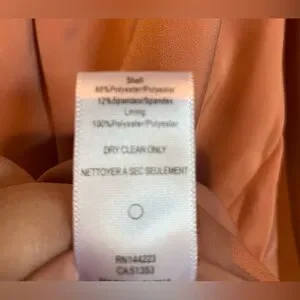 Shell
88%Polyester/Polyester
12%Spandex/Spandex
Lining
100%Polyester/Polyester
DRY CLEAN ONLY
NETTOYER A SEC SEULEMENT
RN144223
CA51353